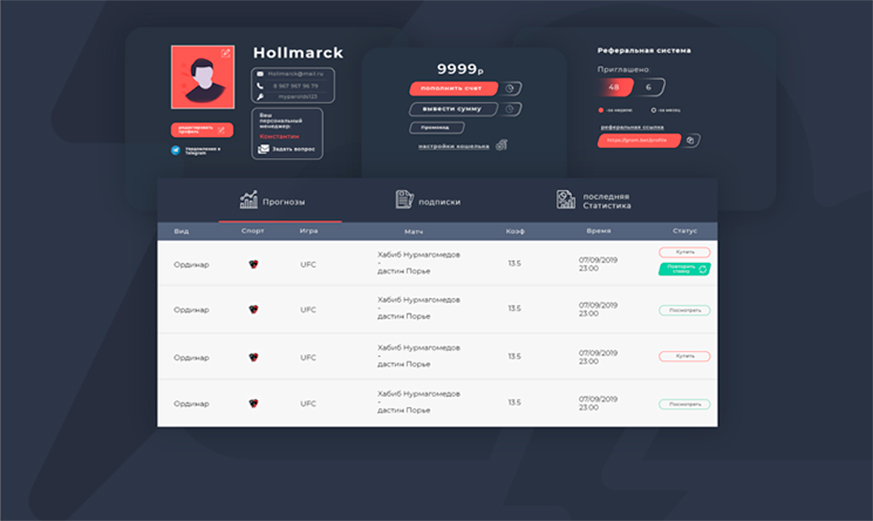 Hollmarck
Hollmarck@mail.ru
8 967 967 96 79
myparords123
редактировать
профиль
Уведомления в
Telegram
Ваш
персональный
менеджер:
Константин
Задать вопрос
9999р
пополнить счет
вывести сумму
Промокод
настройки кошелька
Реферальная система
Приглашено:
48
6
-за неделю
-за месяц
реферальная ссылка
https://grom.bet/profile
Прогнозы
подписки
последняя
Статистика
Вид Спорт Игра Матч Коэф Время Статус
Ординар UFC Хабиб Нурмагомедов
-
дастин Порье
13.5 07/09/2019
23:00
Купить
Повторить
ставку
Ординар UFC Хабиб Нурмагомедов
-
дастин Порье
13.5 07/09/2019
23:00
Посмотреть
Ординар UFC Хабиб Нурмагомедов
-
дастин Порье
13.5 07/09/2019
23:00
Купить
Ординар UFC Хабиб Нурмагомедов
-
дастин Порье
13.5 07/09/2019
23:00
Посмотреть